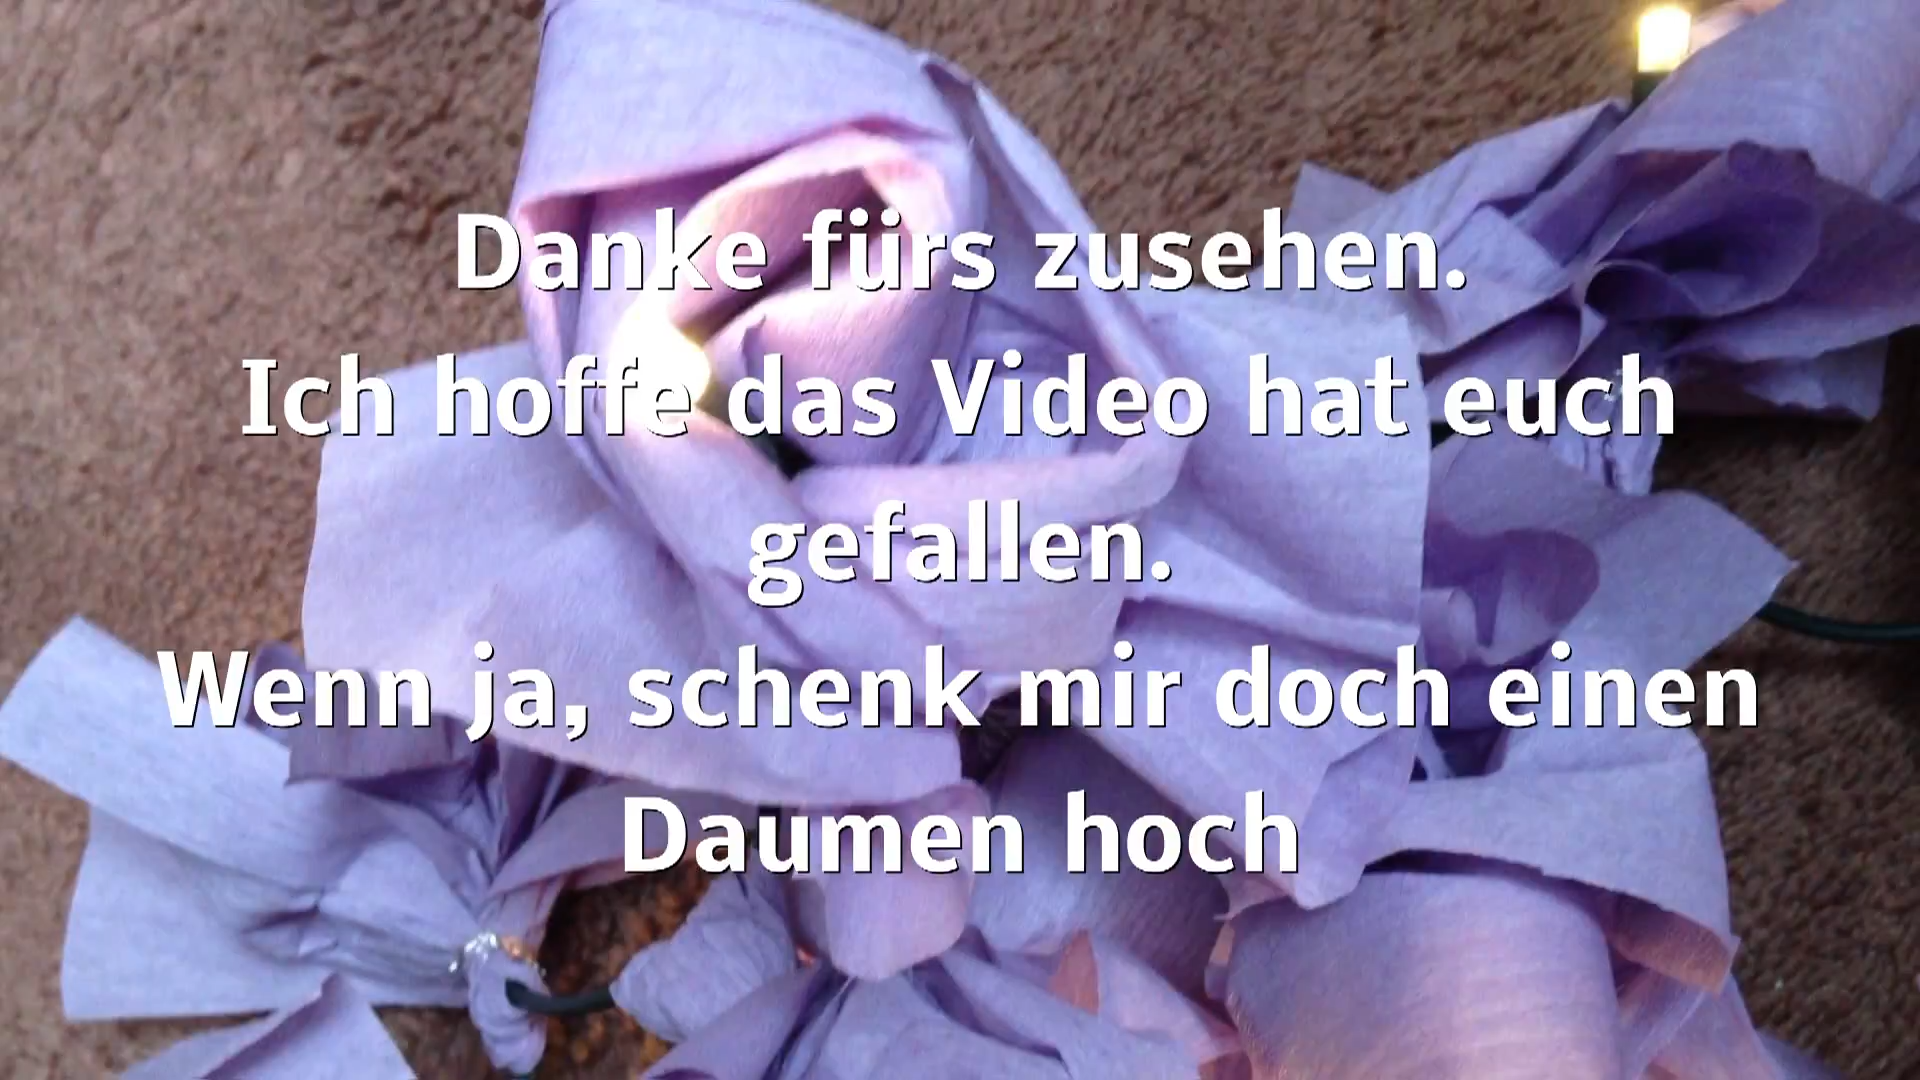 Danke fürs zusehen.
Ich hoffe das Video hat euch
gefallen.
Wenn ja, schenk mir doch einen
Daumen hoch